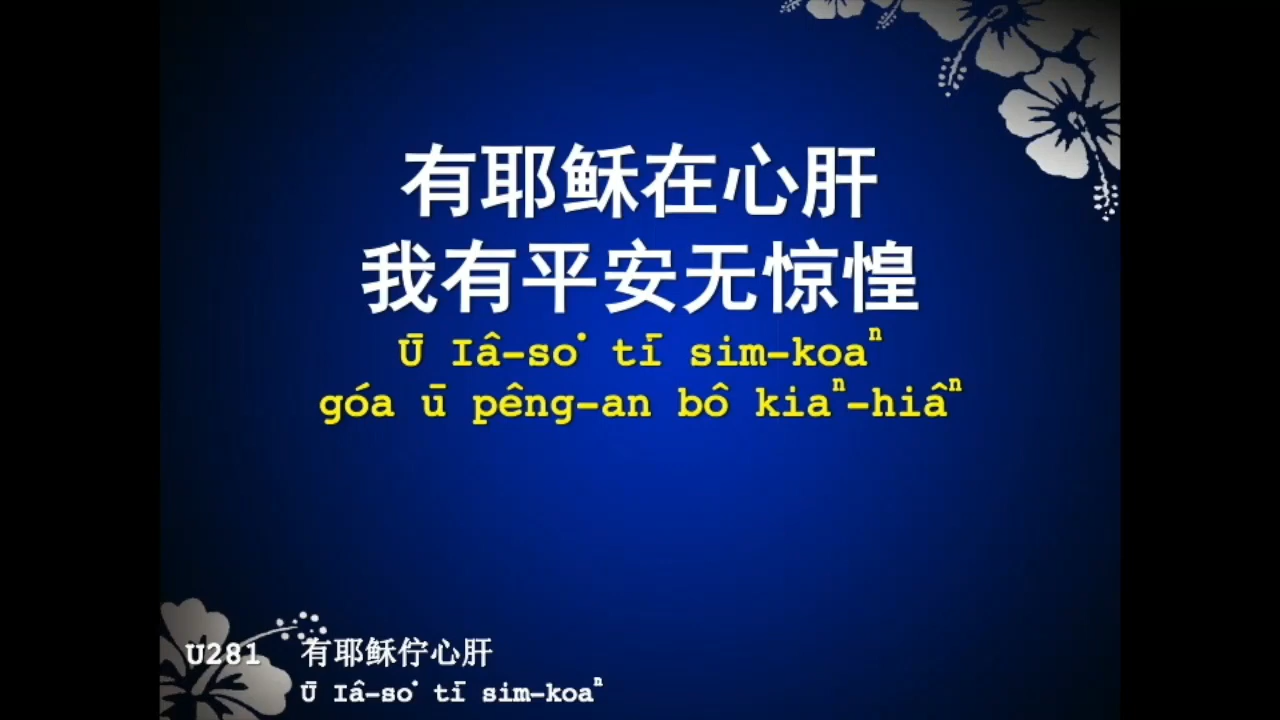 有耶稣在心肝
我有平安无惊惶
Ū Iâ-so͘ tī sim-koaⁿ
góa ū pêng-an bô kiaⁿ-hiâⁿ
U281 有耶稣佇心肝
Ū Iâ-so͘ tī sim-koaⁿ